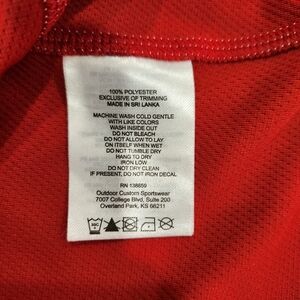 100% POLYESTER
EXCLUSIVE OF TRIMMING
MADE IN SRI LANKA
MACHINE WASH COLD GENTLE
WITH LIKE COLORS
WASH INSIDE OUT
DO NOT BLEACH
DO NOT ALLOW TO LAY
ON ITSELF WHEN WET
DO NOT TUMBLE DRY
HANG TO DRY
IRON LOW
DO NOT DRY CLEAN
IF PRESENT, DO NOT IRON DECAL
RN 138659
Outdoor Custom Sportswear
7007 College Blvd, Suite 200
Overland Park, KS 66211